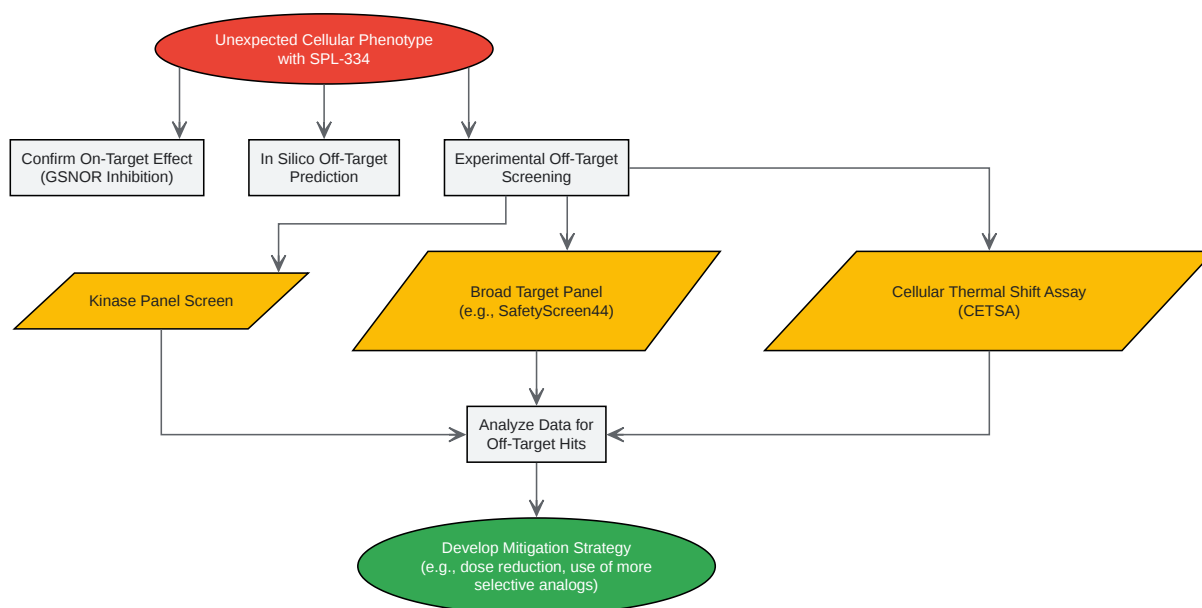 Unexpected Cellular Phenotype
with SPL-334
Confirm On-Target Effect
(GSNOR Inhibition)
In Silico Off-Target
Prediction
Experimental Off-Target
Screening
Kinase Panel Screen
Broad Target Panel
(e.g., SafetyScreen44)
Cellular Thermal Shift Assay
(CETSA)
Analyze Data for
Off-Target Hits
Develop Mitigation Strategy
(e.g., dose reduction, use of more
selective analogs)